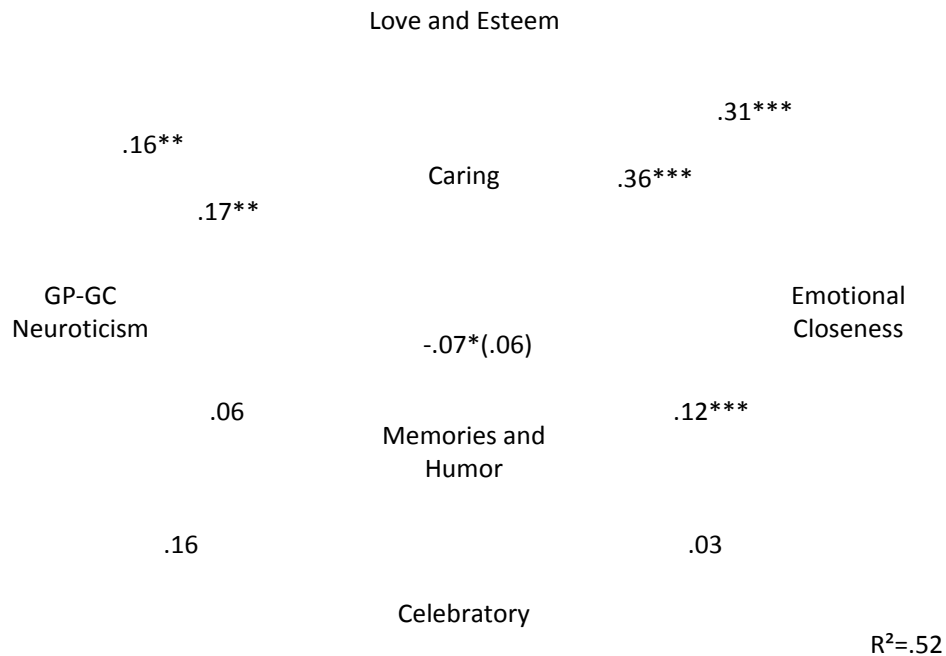 Love and Esteem
.31***
.16**
Caring
.36***
.17**
GP-GC
Neuroticism
Emotional
Closeness
-.07*(.06)
.06
.12***
Memories and
Humor
.16
.03
Celebratory
R²=.52